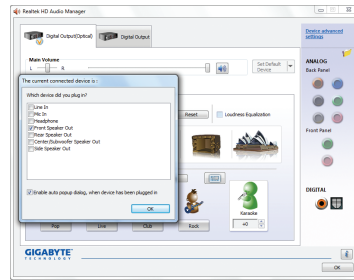 Realtek HD Audio Manager
Digital Output(Optical)
Digital Output
Device advanced
settings
Main Volume
L
R
Set Default
Device
ANALOG
Back Panel
The current connected device is :
Which device did you plug in?
Line In
Mic In
Headphone
Front Speaker Out
Rear Speaker Out
Center/Subwoofer Speaker Out
Side Speaker Out
Enable auto popup dialog, when device has been plugged in
OK
Reset
Loudness Equalization
Front Panel
Karaoke
Pop
Live
Club
Rock
40
DIGITAL
GIGABYTE
TECHNOLOGY
OK